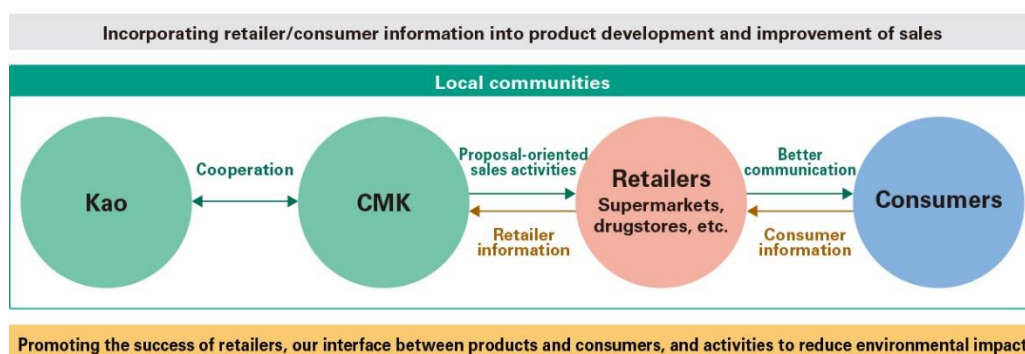 Incorporating retailer/consumer information into product development and improvement of sales
Local communities
Kao
Cooperation
CMK
Proposal-oriented
sales activities
Retailer
information
Retailers
Supermarkets,
drugstores, etc.
Better
communication
Consumer
information
Consumers
Promoting the success of retailers, our interface between products and consumers, and activities to reduce environmental impact